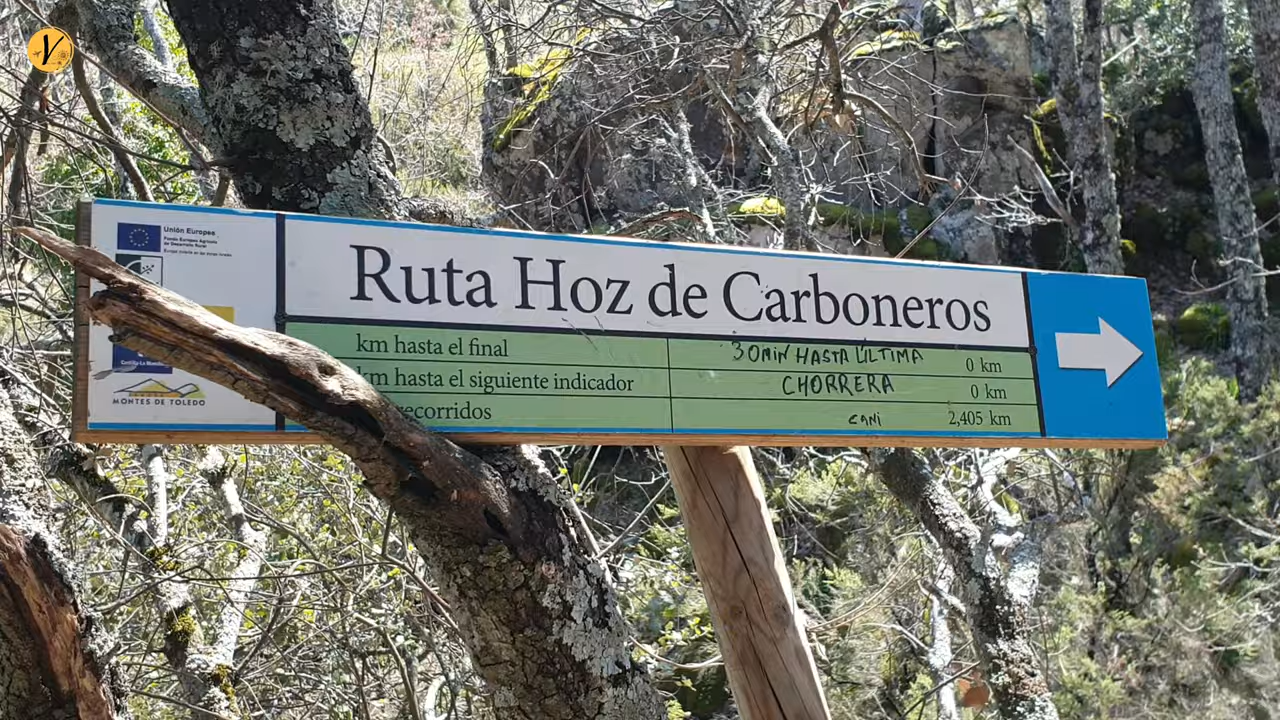 Unión Europea
Fondo Europeo Agrícola
de Desarrollo Rural
Europa invierte en las zonas rurales
Castilla-La Man
MONTES DE TOLEDO
Ruta Hoz de Carboneros
km hasta el final
30 MIN HASTA ÚLTIMA
0 km
km hasta el siguiente indicador
CHORRERA
0 km
recorridos
2,405 km